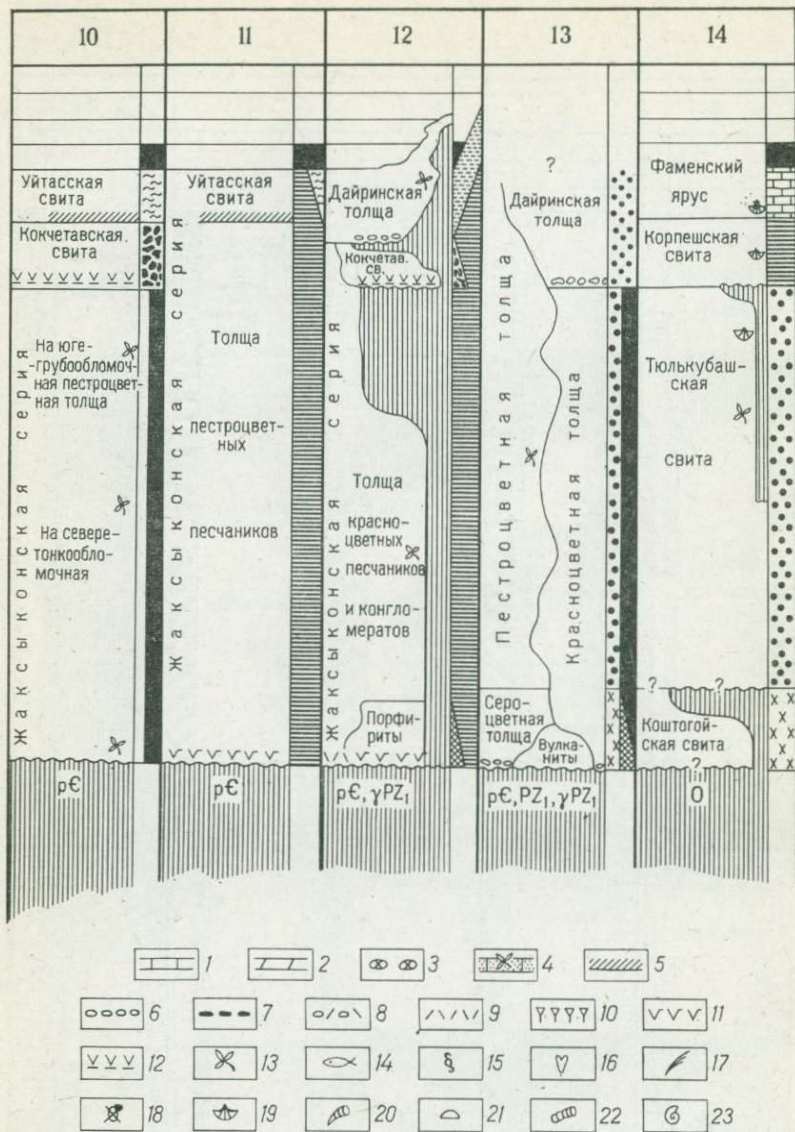 10 11 12 13 14
Уйтасская
свита
Кокчетавская
свита
Жаксыконская серия
На юге-
-грубообломоч-
ная пестроцвет-
ная толща
На севере-
тонкообло-
мочная
рЄ
Уйтасская
свита
Жаксыконская серия
Толща
пестроцвет-
ных
песчаников
рЄ
Дайринская
толща
Кокчетав.
св.
Жаксыконская серия
Толща
красно-
цветных
песчаников
и конгло-
мератов
Порфи-
риты
рЄ, γPZ₁
?
Дайринская
толща
Пестроцветная толща
Красноцветная толща
Серо-
цветная
толща
Вулка-
ниты
рЄ, PZ₁, γPZ₁
Фаменский
ярус
Корпешская
свита
Тюлькубаш-
ская
свита
? ?
Коштогой-
ская свита
?
O
1 2 3 4 5
6 7 8 9 10 11
12 13 14 15 16 17
18 19 20 21 22 23